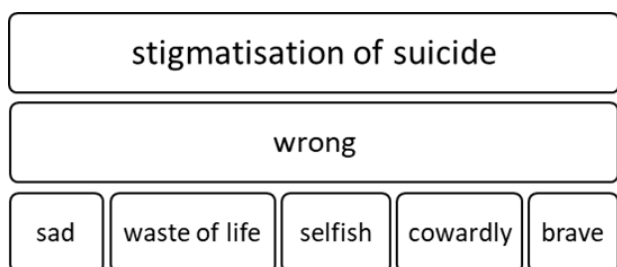 stigmatisation of suicide
wrong
sad waste of life selfish cowardly brave